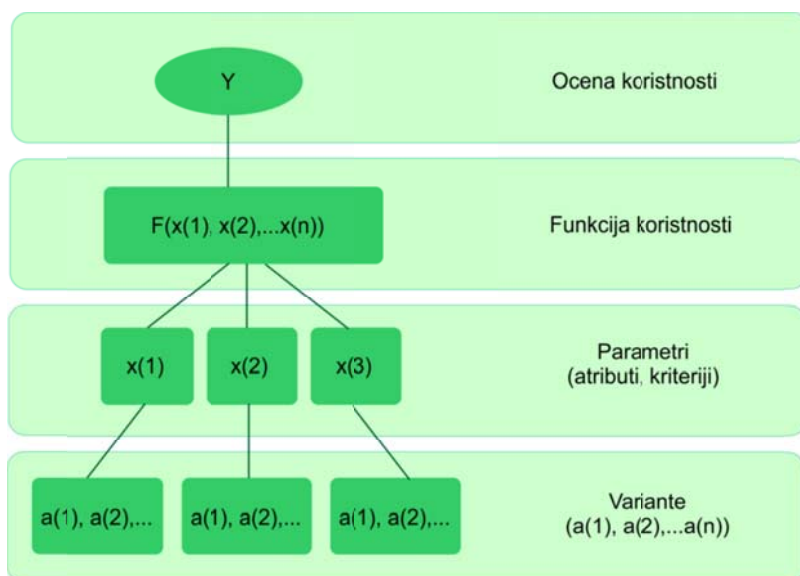 Y
Ocena koristnosti
F(x(1), x(2),...x(n))
Funkcija koristnosti
x(1)
x(2)
x(3)
Parametri
(atributi, kriteriji)
a(1), a(2),...
a(1), a(2),...
a(1), a(2),...
Variante
(a(1), a(2),...a(n))